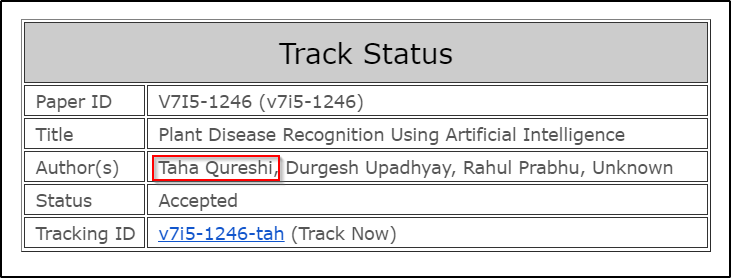 Track Status
Paper ID V7I5-1246 (v7i5-1246)
Title Plant Disease Recognition Using Artificial Intelligence
Author(s) Taha Qureshi, Durgesh Upadhyay, Rahul Prabhu, Unknown
Status Accepted
Tracking ID v7i5-1246-tah (Track Now)